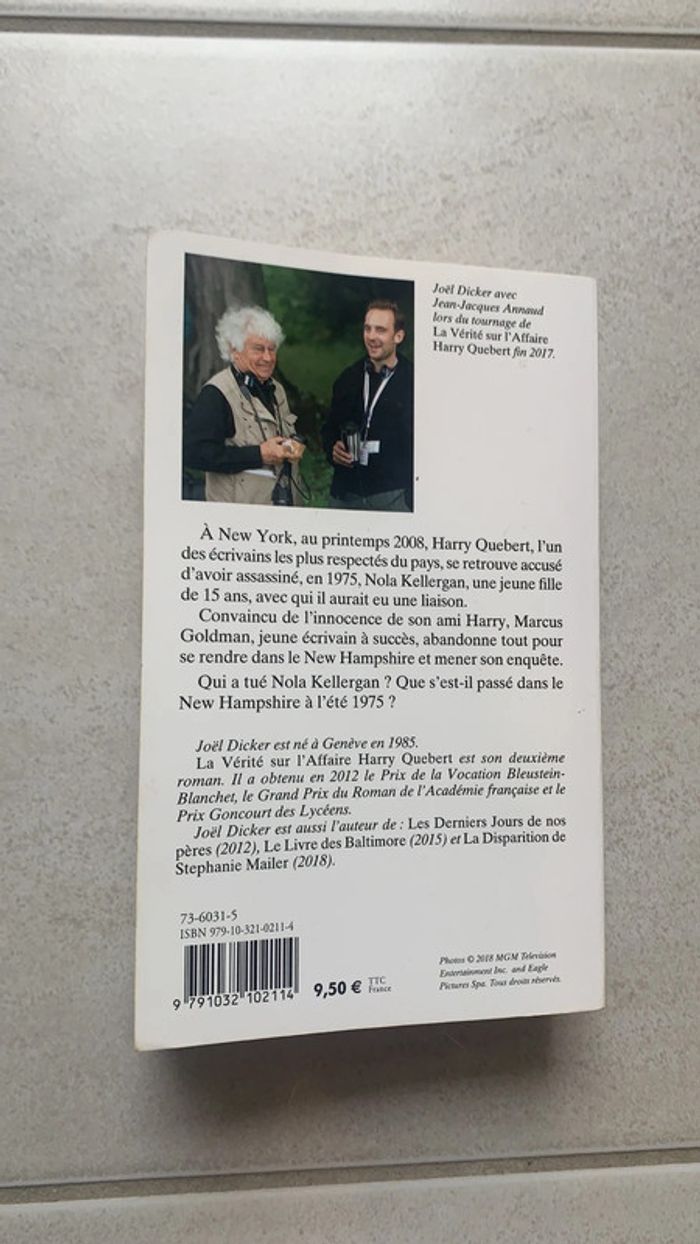 Joël Dicker avec
Jean-Jacques Annaud
lors du tournage de
La Vérité sur l'Affaire
Harry Quebert fin 2017.
À New York, au printemps 2008, Harry Quebert, l'un
des écrivains les plus respectés du pays, se retrouve accusé
d'avoir assassiné, en 1975, Nola Kellergan, une jeune fille
de 15 ans, avec qui il aurait eu une liaison.
Convaincu de l'innocence de son ami Harry, Marcus
Goldman, jeune écrivain à succès, abandonne tout pour
se rendre dans le New Hampshire et mener son enquête.
Qui a tué Nola Kellergan ? Que s'est-il passé dans le
New Hampshire à l'été 1975 ?
Joël Dicker est né à Genève en 1985.
La Vérité sur l'Affaire Harry Quebert est son deuxième
roman. Il a obtenu en 2012 le Prix de la Vocation Bleustein-
Blanchet, le Grand Prix du Roman de l'Académie française et le
Prix Goncourt des Lycéens.
Joël Dicker est aussi l'auteur de : Les Derniers Jours de nos
pères (2012), Le Livre des Baltimore (2015) et La Disparition de
Stephanie Mailer (2018).
73-6031-5
ISBN 979-10-321-0211-4
9 791032 102114
9,50 € TTC
France
Photos © 2018 MGM Television
Entertainment Inc. and Eagle
Pictures Spa. Tous droits réservés.